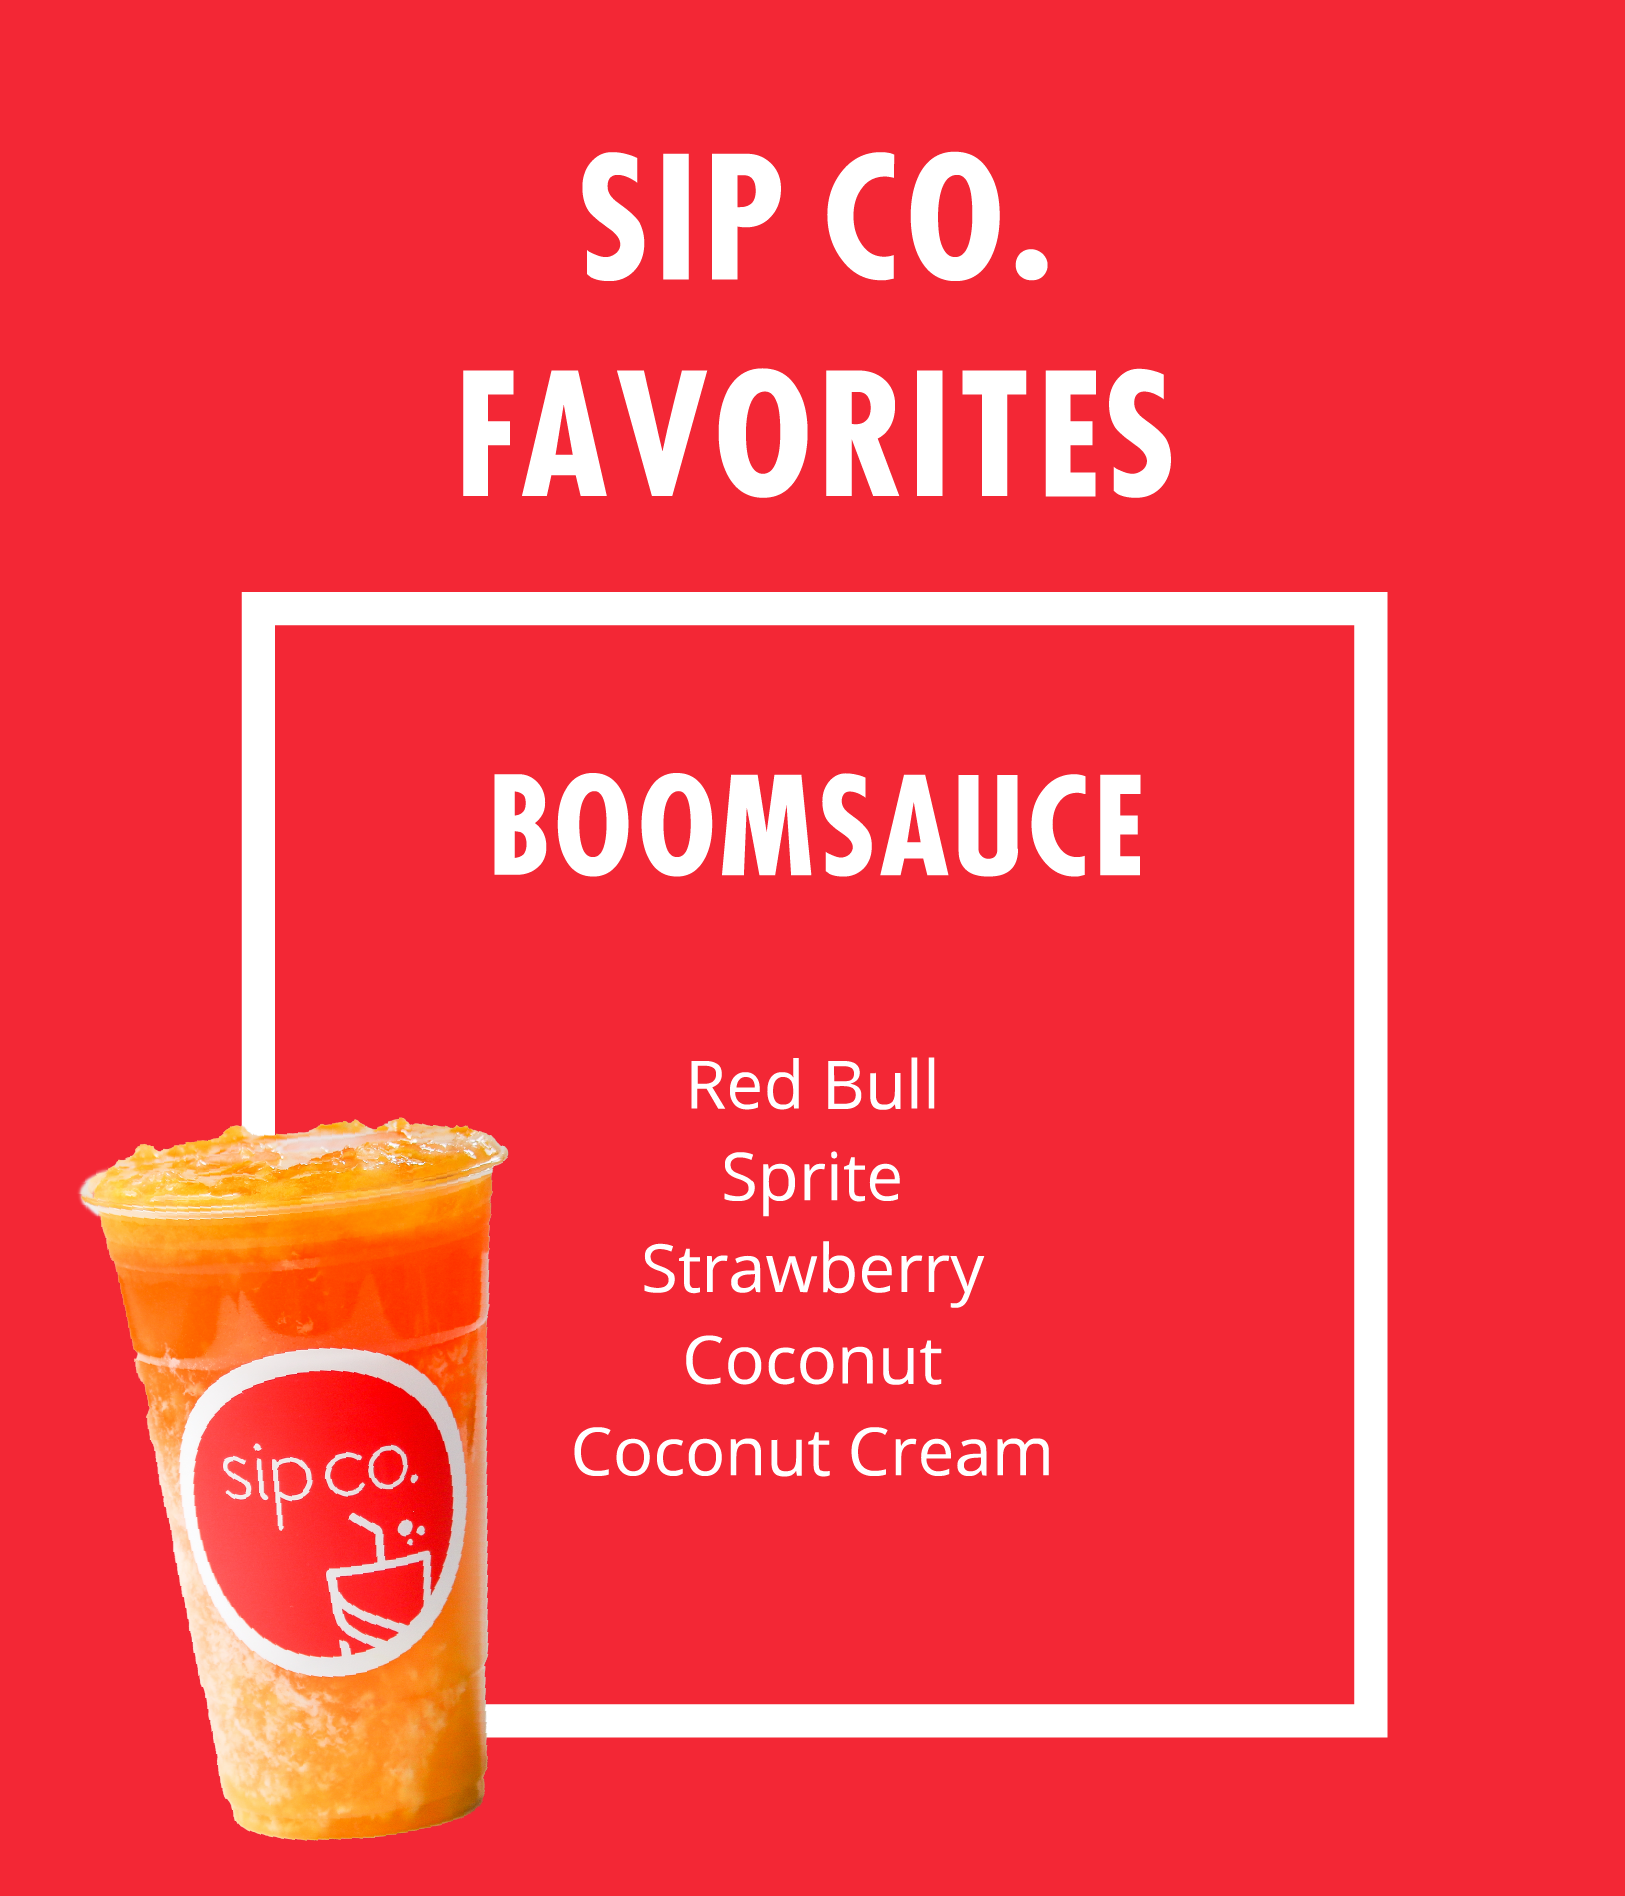 SIP CO.
FAVORITES
BOOMSAUCE
Red Bull
Sprite
Strawberry
Coconut
Coconut Cream
sip co.